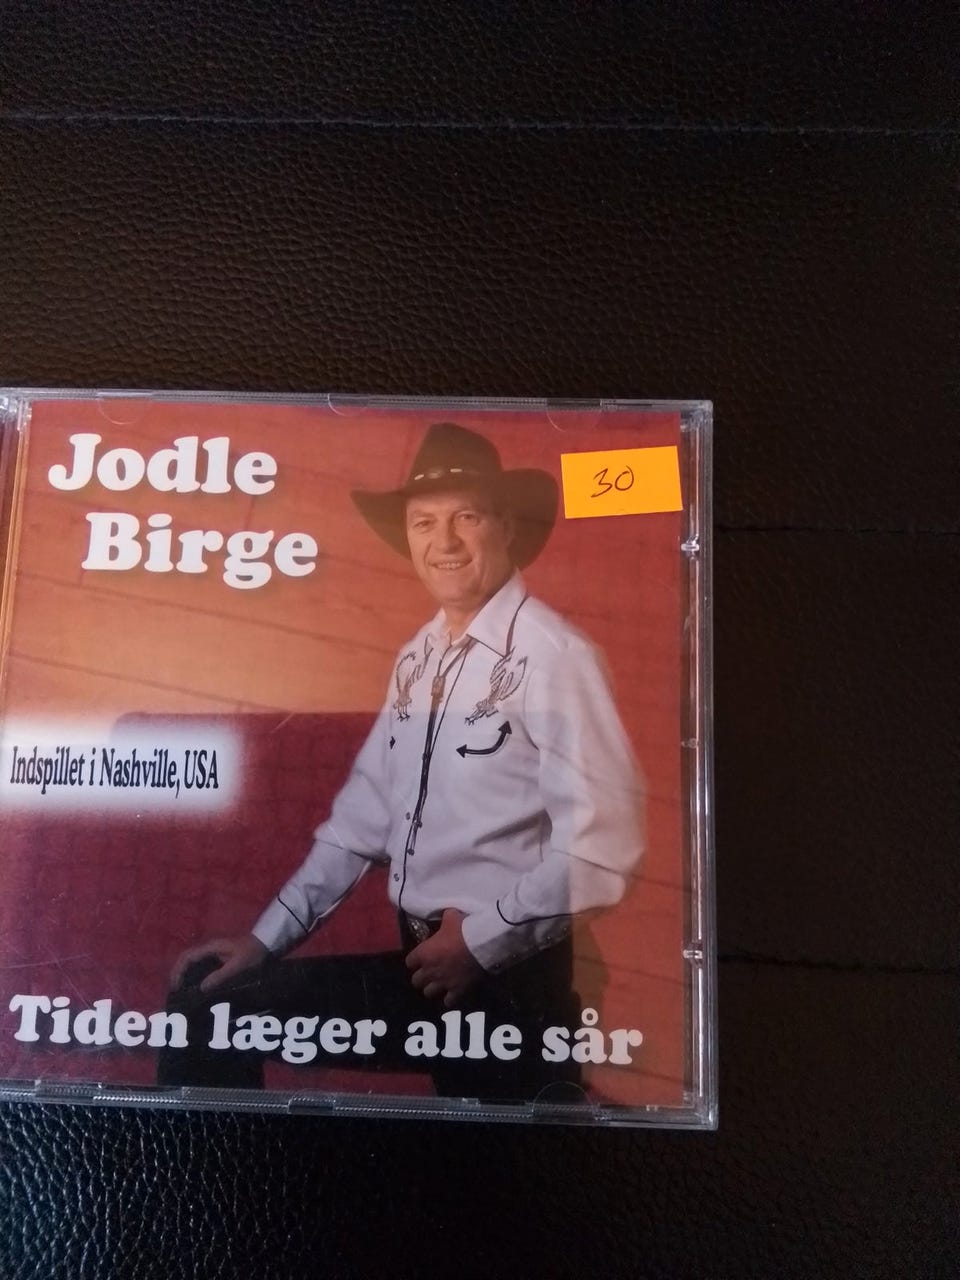 Jodle
Birge
30
Indspillet i Nashville, USA
Tiden læger alle sår